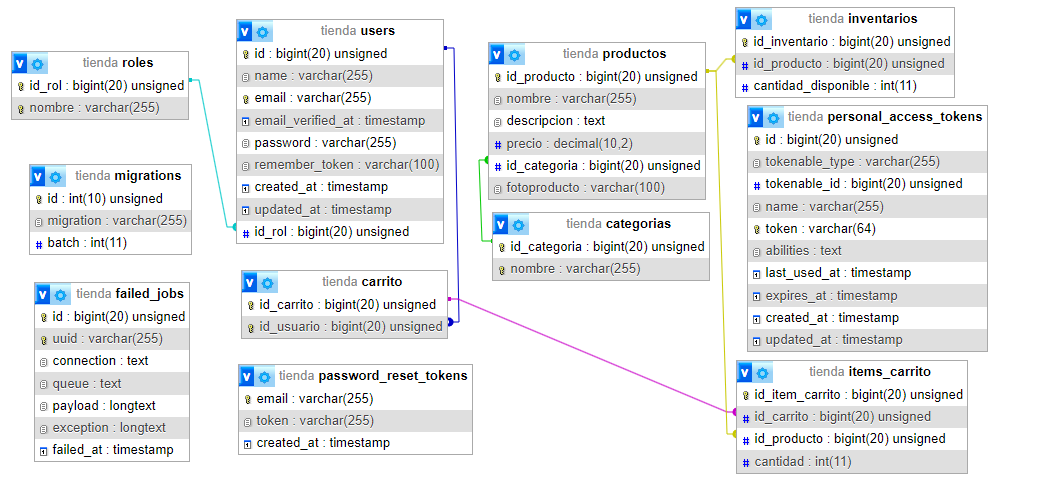 tienda roles
id_rol : bigint(20) unsigned
nombre : varchar(255)
tienda migrations
id : int(10) unsigned
migration : varchar(255)
batch : int(11)
tienda failed_jobs
id : bigint(20) unsigned
uuid : varchar(255)
connection : text
queue : text
payload : longtext
exception : longtext
failed_at : timestamp
tienda users
id : bigint(20) unsigned
name : varchar(255)
email : varchar(255)
email_verified_at : timestamp
password : varchar(255)
remember_token : varchar(100)
created_at : timestamp
updated_at : timestamp
id_rol : bigint(20) unsigned
tienda carrito
id_carrito : bigint(20) unsigned
id_usuario : bigint(20) unsigned
tienda password_reset_tokens
email : varchar(255)
token : varchar(255)
created_at : timestamp
tienda productos
id_producto : bigint(20) unsigned
nombre : varchar(255)
descripcion : text
precio : decimal(10,2)
id_categoria : bigint(20) unsigned
fotoproducto : varchar(100)
tienda categorias
id_categoria : bigint(20) unsigned
nombre : varchar(255)
tienda inventarios
id_inventario : bigint(20) unsigned
id_producto : bigint(20) unsigned
cantidad_disponible : int(11)
tienda personal_access_tokens
id : bigint(20) unsigned
tokenable_type : varchar(255)
tokenable_id : bigint(20) unsigned
name : varchar(255)
token : varchar(64)
abilities : text
last_used_at : timestamp
expires_at : timestamp
created_at : timestamp
updated_at : timestamp
tienda items_carrito
id_item_carrito : bigint(20) unsigned
id_carrito : bigint(20) unsigned
id_producto : bigint(20) unsigned
cantidad : int(11)